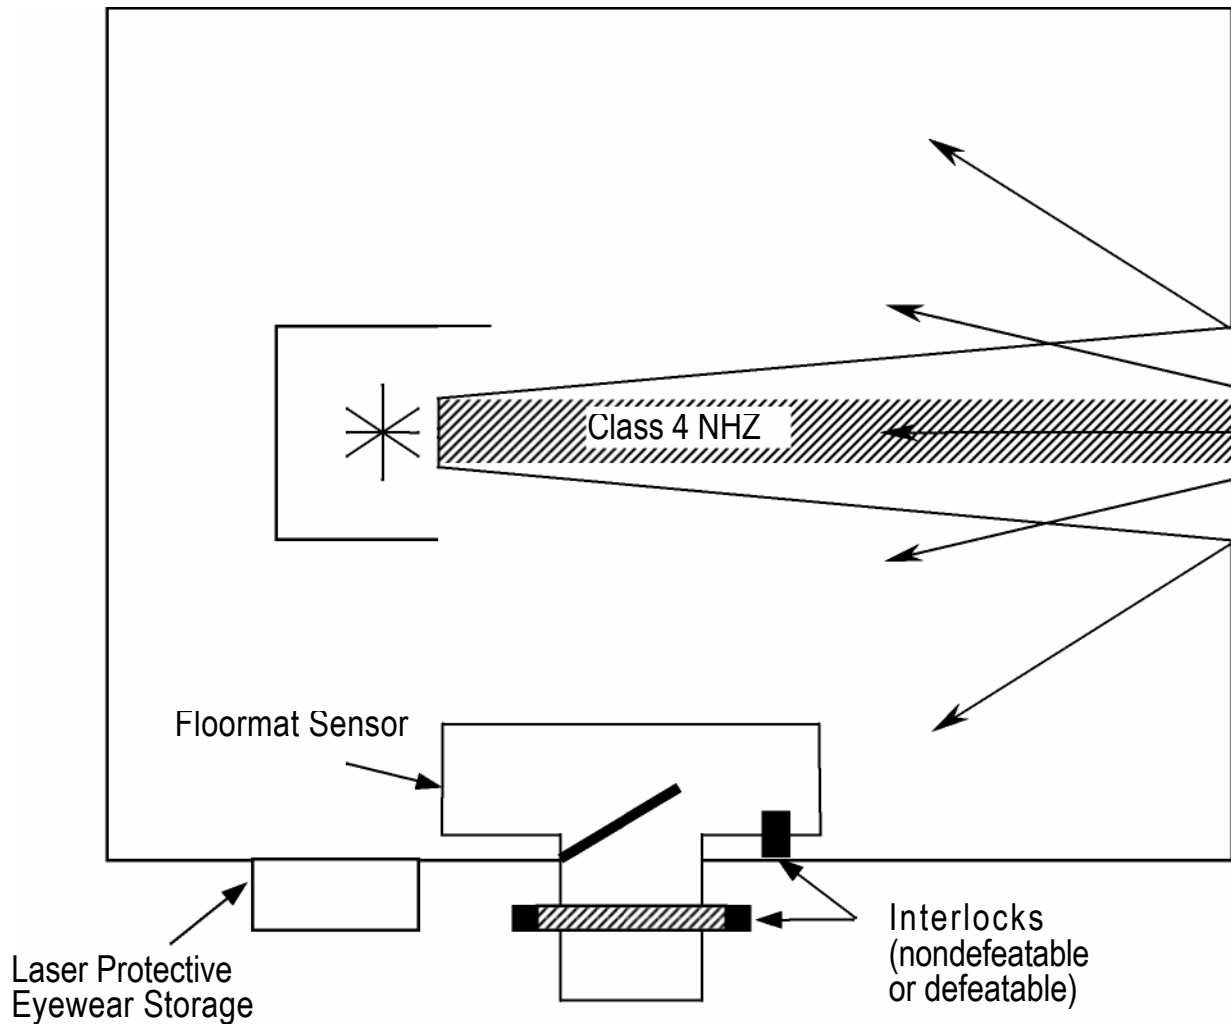 Class 4 NHZ
Floormat Sensor
Interlocks
(nondefeatable
or defeatable)
Laser Protective
Eyewear Storage